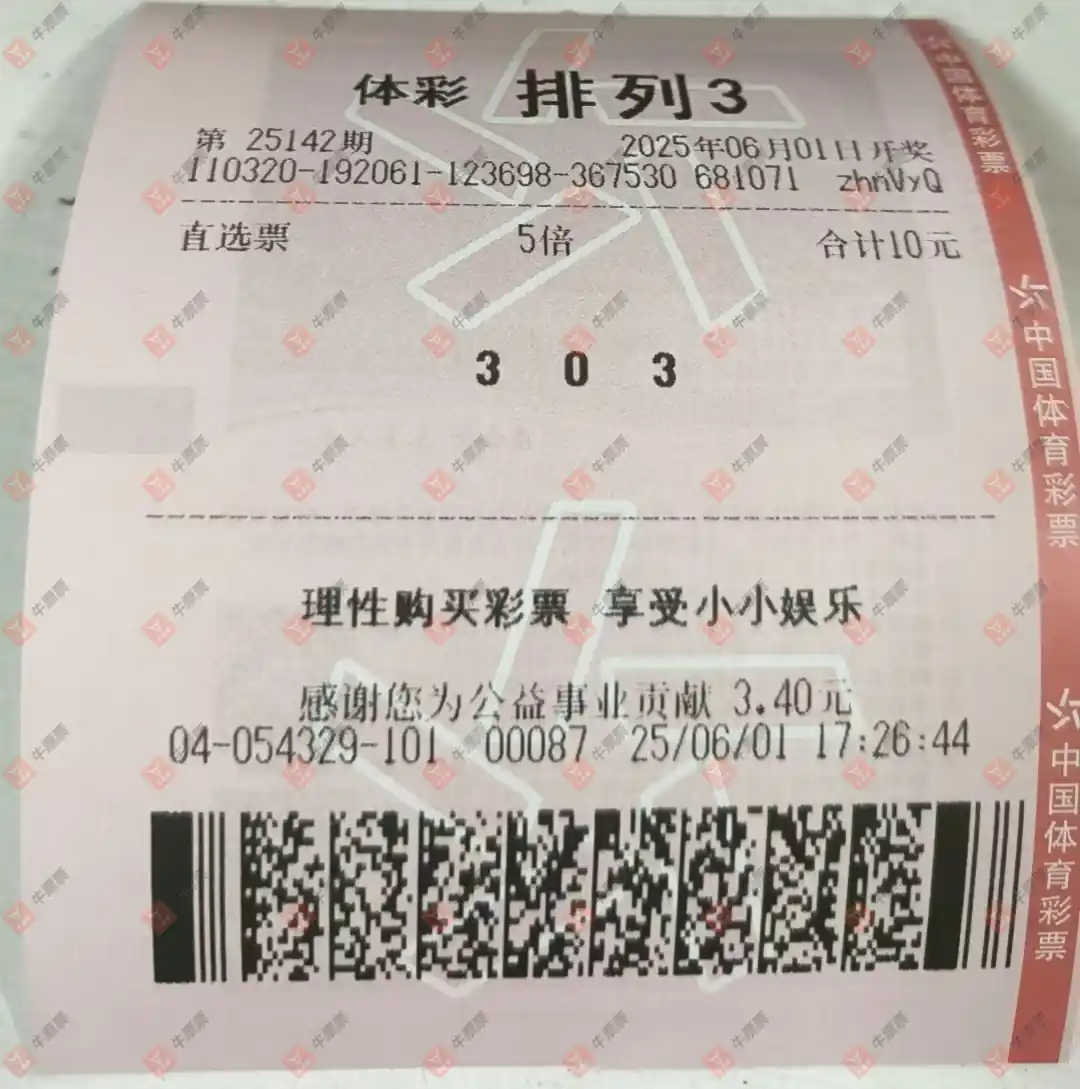 体彩 排列3
第 25142期 2025年06月01日开奖
110320-192061-123698-367530 681071 zhnVyQ
直选票 5倍 合计10元
3 0 3
理性购买彩票 享受小小娱乐
感谢您为公益事业贡献 3.40元
04-054329-101 00087 25/06/01 17:26:44
中国体育彩票
中国体育彩票
中国体育彩票